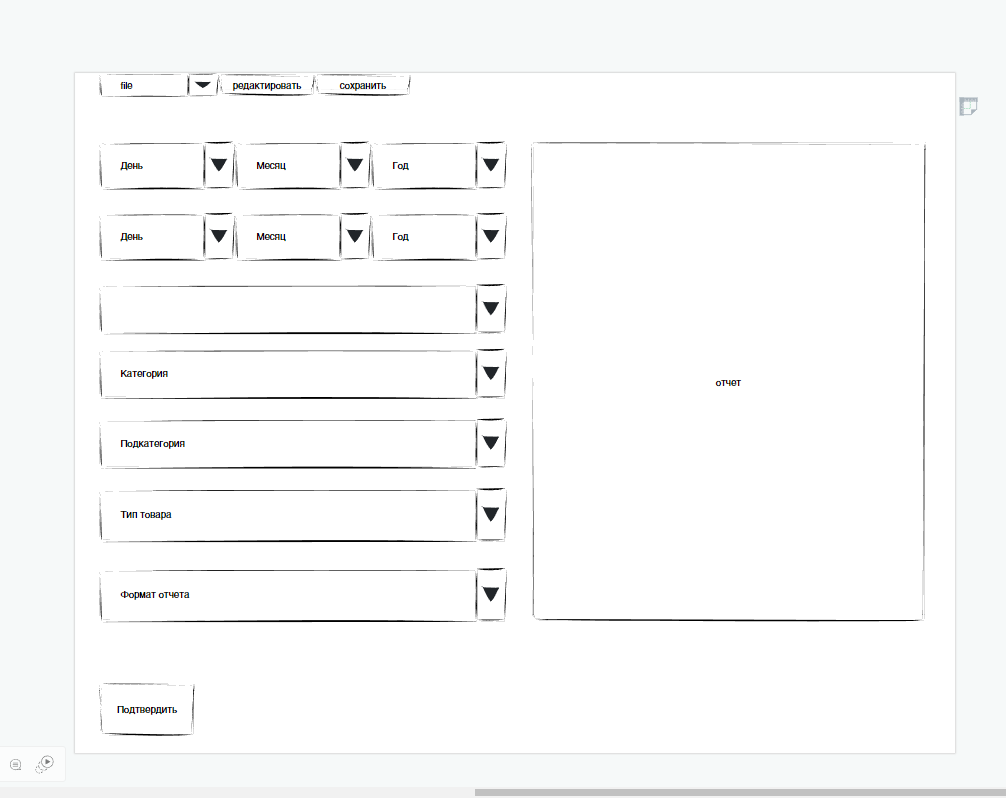 file
редактировать
сохранить
День
Месяц
Год
День
Месяц
Год
Категория
Подкатегория
Тип товара
Формат отчета
отчет
Подтвердить